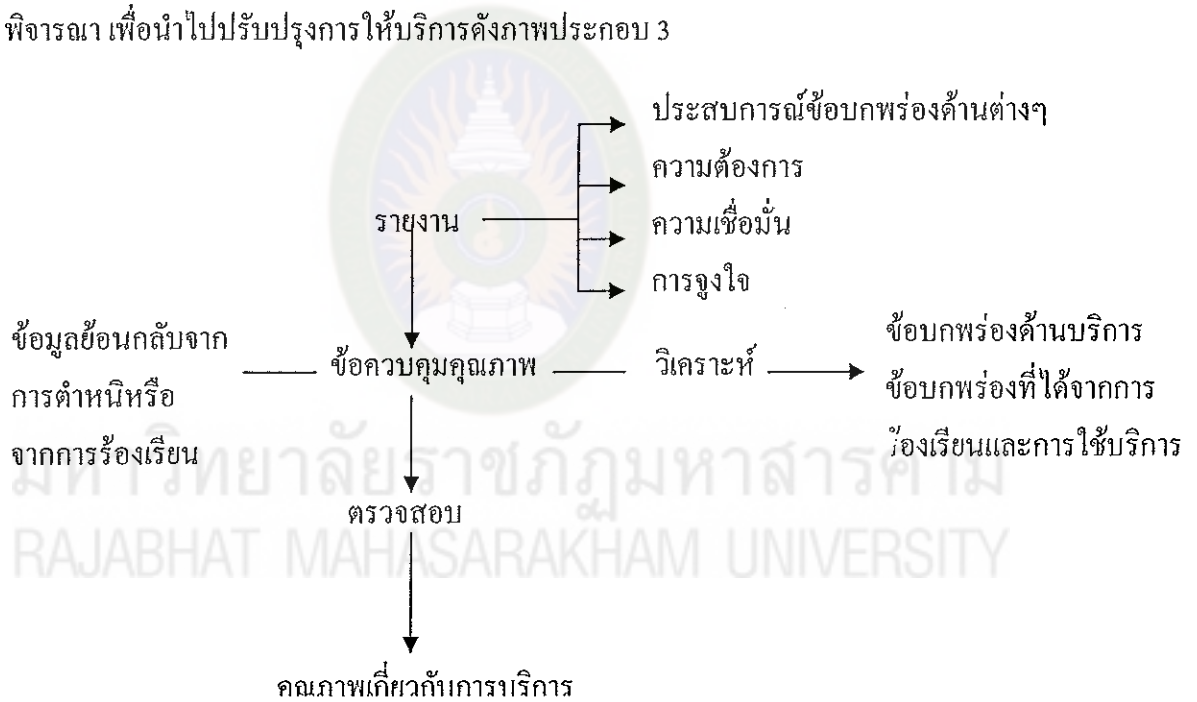 พิจารณา เพื่อนำไปปรับปรุงการให้บริการดังภาพประกอบ 3
ประสบการณ์ข้อบกพร่องด้านต่างๆ
ความต้องการ
รายงาน
ความเชื่อมั่น
การจูงใจ
ข้อมูลย้อนกลับจาก
การตำหนิหรือ
จากการร้องเรียน
ข้อควบคุมคุณภาพ
วิเคราะห์
ข้อบกพร่องด้านบริการ
ข้อบกพร่องที่ได้จากการ
ร้องเรียนและการใช้บริการ
ตรวจสอบ
คุณภาพเกี่ยวกับการบริการ
มหาวิทยาลัยราชภัฏมหาสารคาม
RAJABHAT MAHASARAKHAM UNIVERSITY